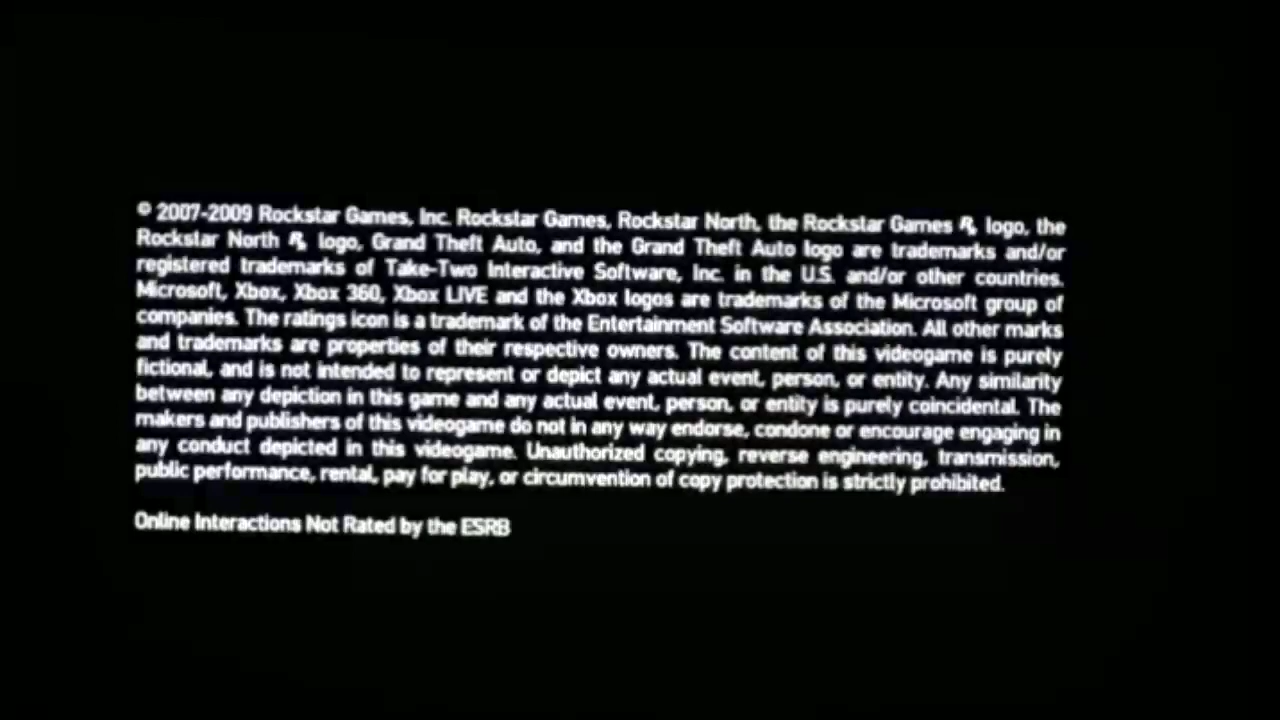 © 2007-2009 Rockstar Games, Inc. Rockstar Games, Rockstar North, the Rockstar Games R* logo, the
Rockstar North R* logo, Grand Theft Auto, and the Grand Theft Auto logo are trademarks and/or
registered trademarks of Take-Two Interactive Software, Inc. in the U.S. and/or other countries.
Microsoft, Xbox, Xbox 360, Xbox LIVE and the Xbox logos are trademarks of the Microsoft group of
companies. The ratings icon is a trademark of the Entertainment Software Association. All other marks
and trademarks are properties of their respective owners. The content of this videogame is purely
fictional, and is not intended to represent or depict any actual event, person, or entity. Any similarity
between any depiction in this game and any actual event, person, or entity is purely coincidental. The
makers and publishers of this videogame do not in any way endorse, condone or encourage engaging in
any conduct depicted in this videogame. Unauthorized copying, reverse engineering, transmission,
public performance, rental, pay for play, or circumvention of copy protection is strictly prohibited.
Online Interactions Not Rated by the ESRB